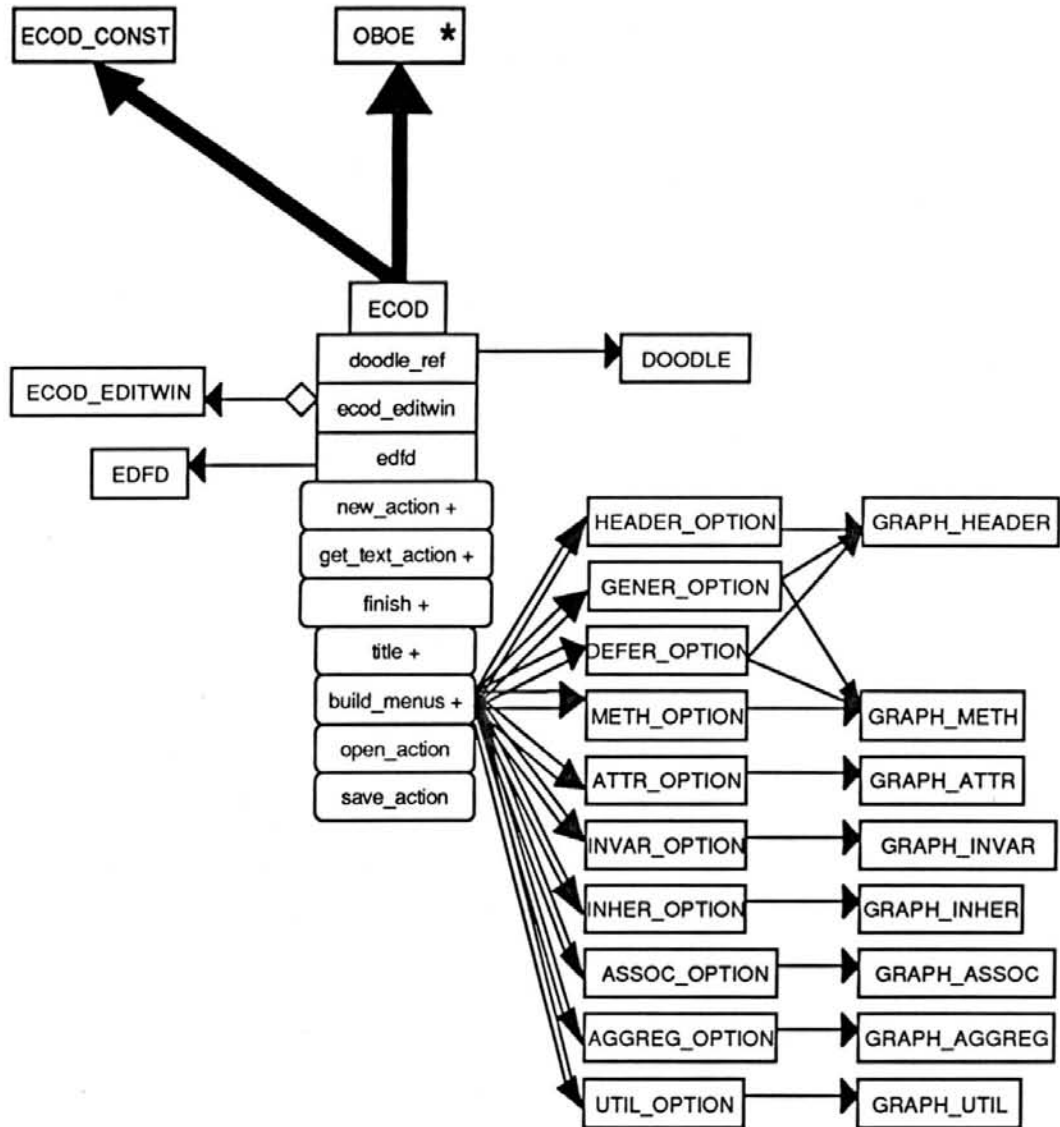 ECOD_CONST
OBOE *
ECOD
doodle_ref
DOODLE
ECOD_EDITWIN
ecod_editwin
EDFD
edfd
new_action +
get_text_action +
finish +
title +
build_menus +
open_action
save_action
HEADER_OPTION
GRAPH_HEADER
GENER_OPTION
DEFER_OPTION
METH_OPTION
GRAPH_METH
ATTR_OPTION
GRAPH_ATTR
INVAR_OPTION
GRAPH_INVAR
INHER_OPTION
GRAPH_INHER
ASSOC_OPTION
GRAPH_ASSOC
AGGREG_OPTION
GRAPH_AGGREG
UTIL_OPTION
GRAPH_UTIL